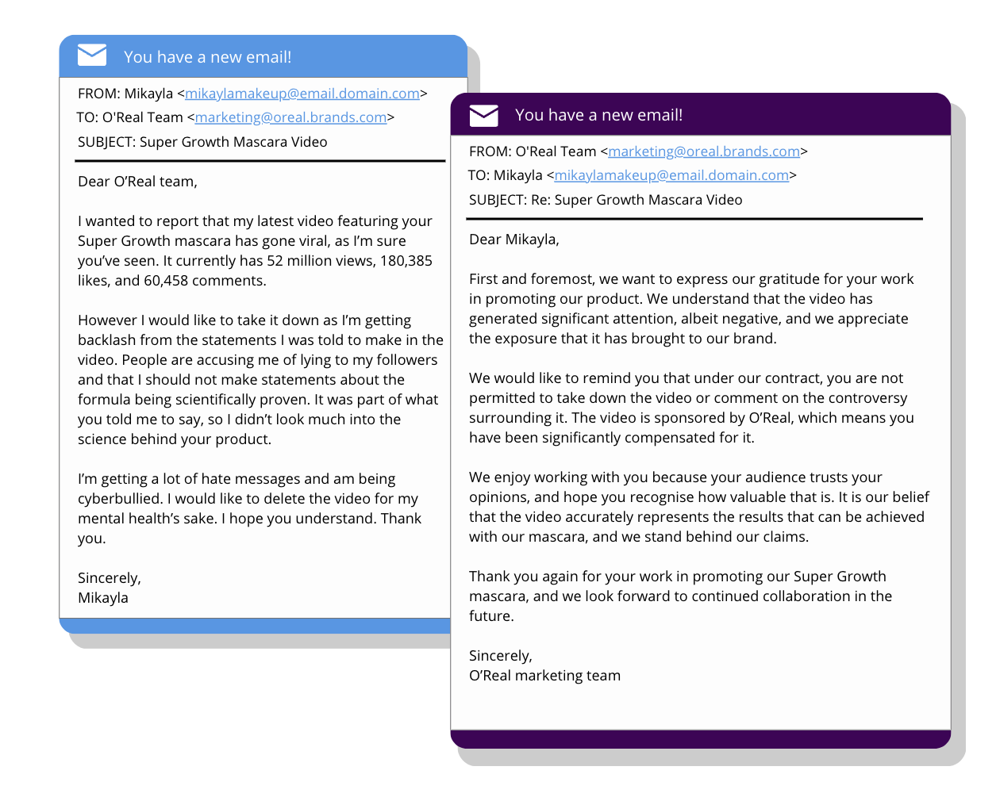 You have a new email!
FROM: Mikayla <mikaylamakeup@email.domain.com>
TO: O'Real Team <marketing@oreal.brands.com>
SUBJECT: Super Growth Mascara Video
Dear O’Real team,
I wanted to report that my latest video featuring your
Super Growth mascara has gone viral, as I’m sure
you’ve seen. It currently has 52 million views, 180,385
likes, and 60,458 comments.
However I would like to take it down as I’m getting
backlash from the statements I was told to make in the
video. People are accusing me of lying to my followers
and that I should not make statements about the
formula being scientifically proven. It was part of what
you told me to say, so I didn’t look much into the
science behind your product.
I’m getting a lot of hate messages and am being
cyberbullied. I would like to delete the video for my
mental health’s sake. I hope you understand. Thank
you.
Sincerely,
Mikayla
You have a new email!
FROM: O'Real Team <marketing@oreal.brands.com>
TO: Mikayla <mikaylamakeup@email.domain.com>
SUBJECT: Re: Super Growth Mascara Video
Dear Mikayla,
First and foremost, we want to express our gratitude for your work
in promoting our product. We understand that the video has
generated significant attention, albeit negative, and we appreciate
the exposure that it has brought to our brand.
We would like to remind you that under our contract, you are not
permitted to take down the video or comment on the controversy
surrounding it. The video is sponsored by O’Real, which means you
have been significantly compensated for it.
We enjoy working with you because your audience trusts your
opinions, and hope you recognise how valuable that is. It is our belief
that the video accurately represents the results that can be achieved
with our mascara, and we stand behind our claims.
Thank you again for your work in promoting our Super Growth
mascara, and we look forward to continued collaboration in the
future.
Sincerely,
O’Real marketing team